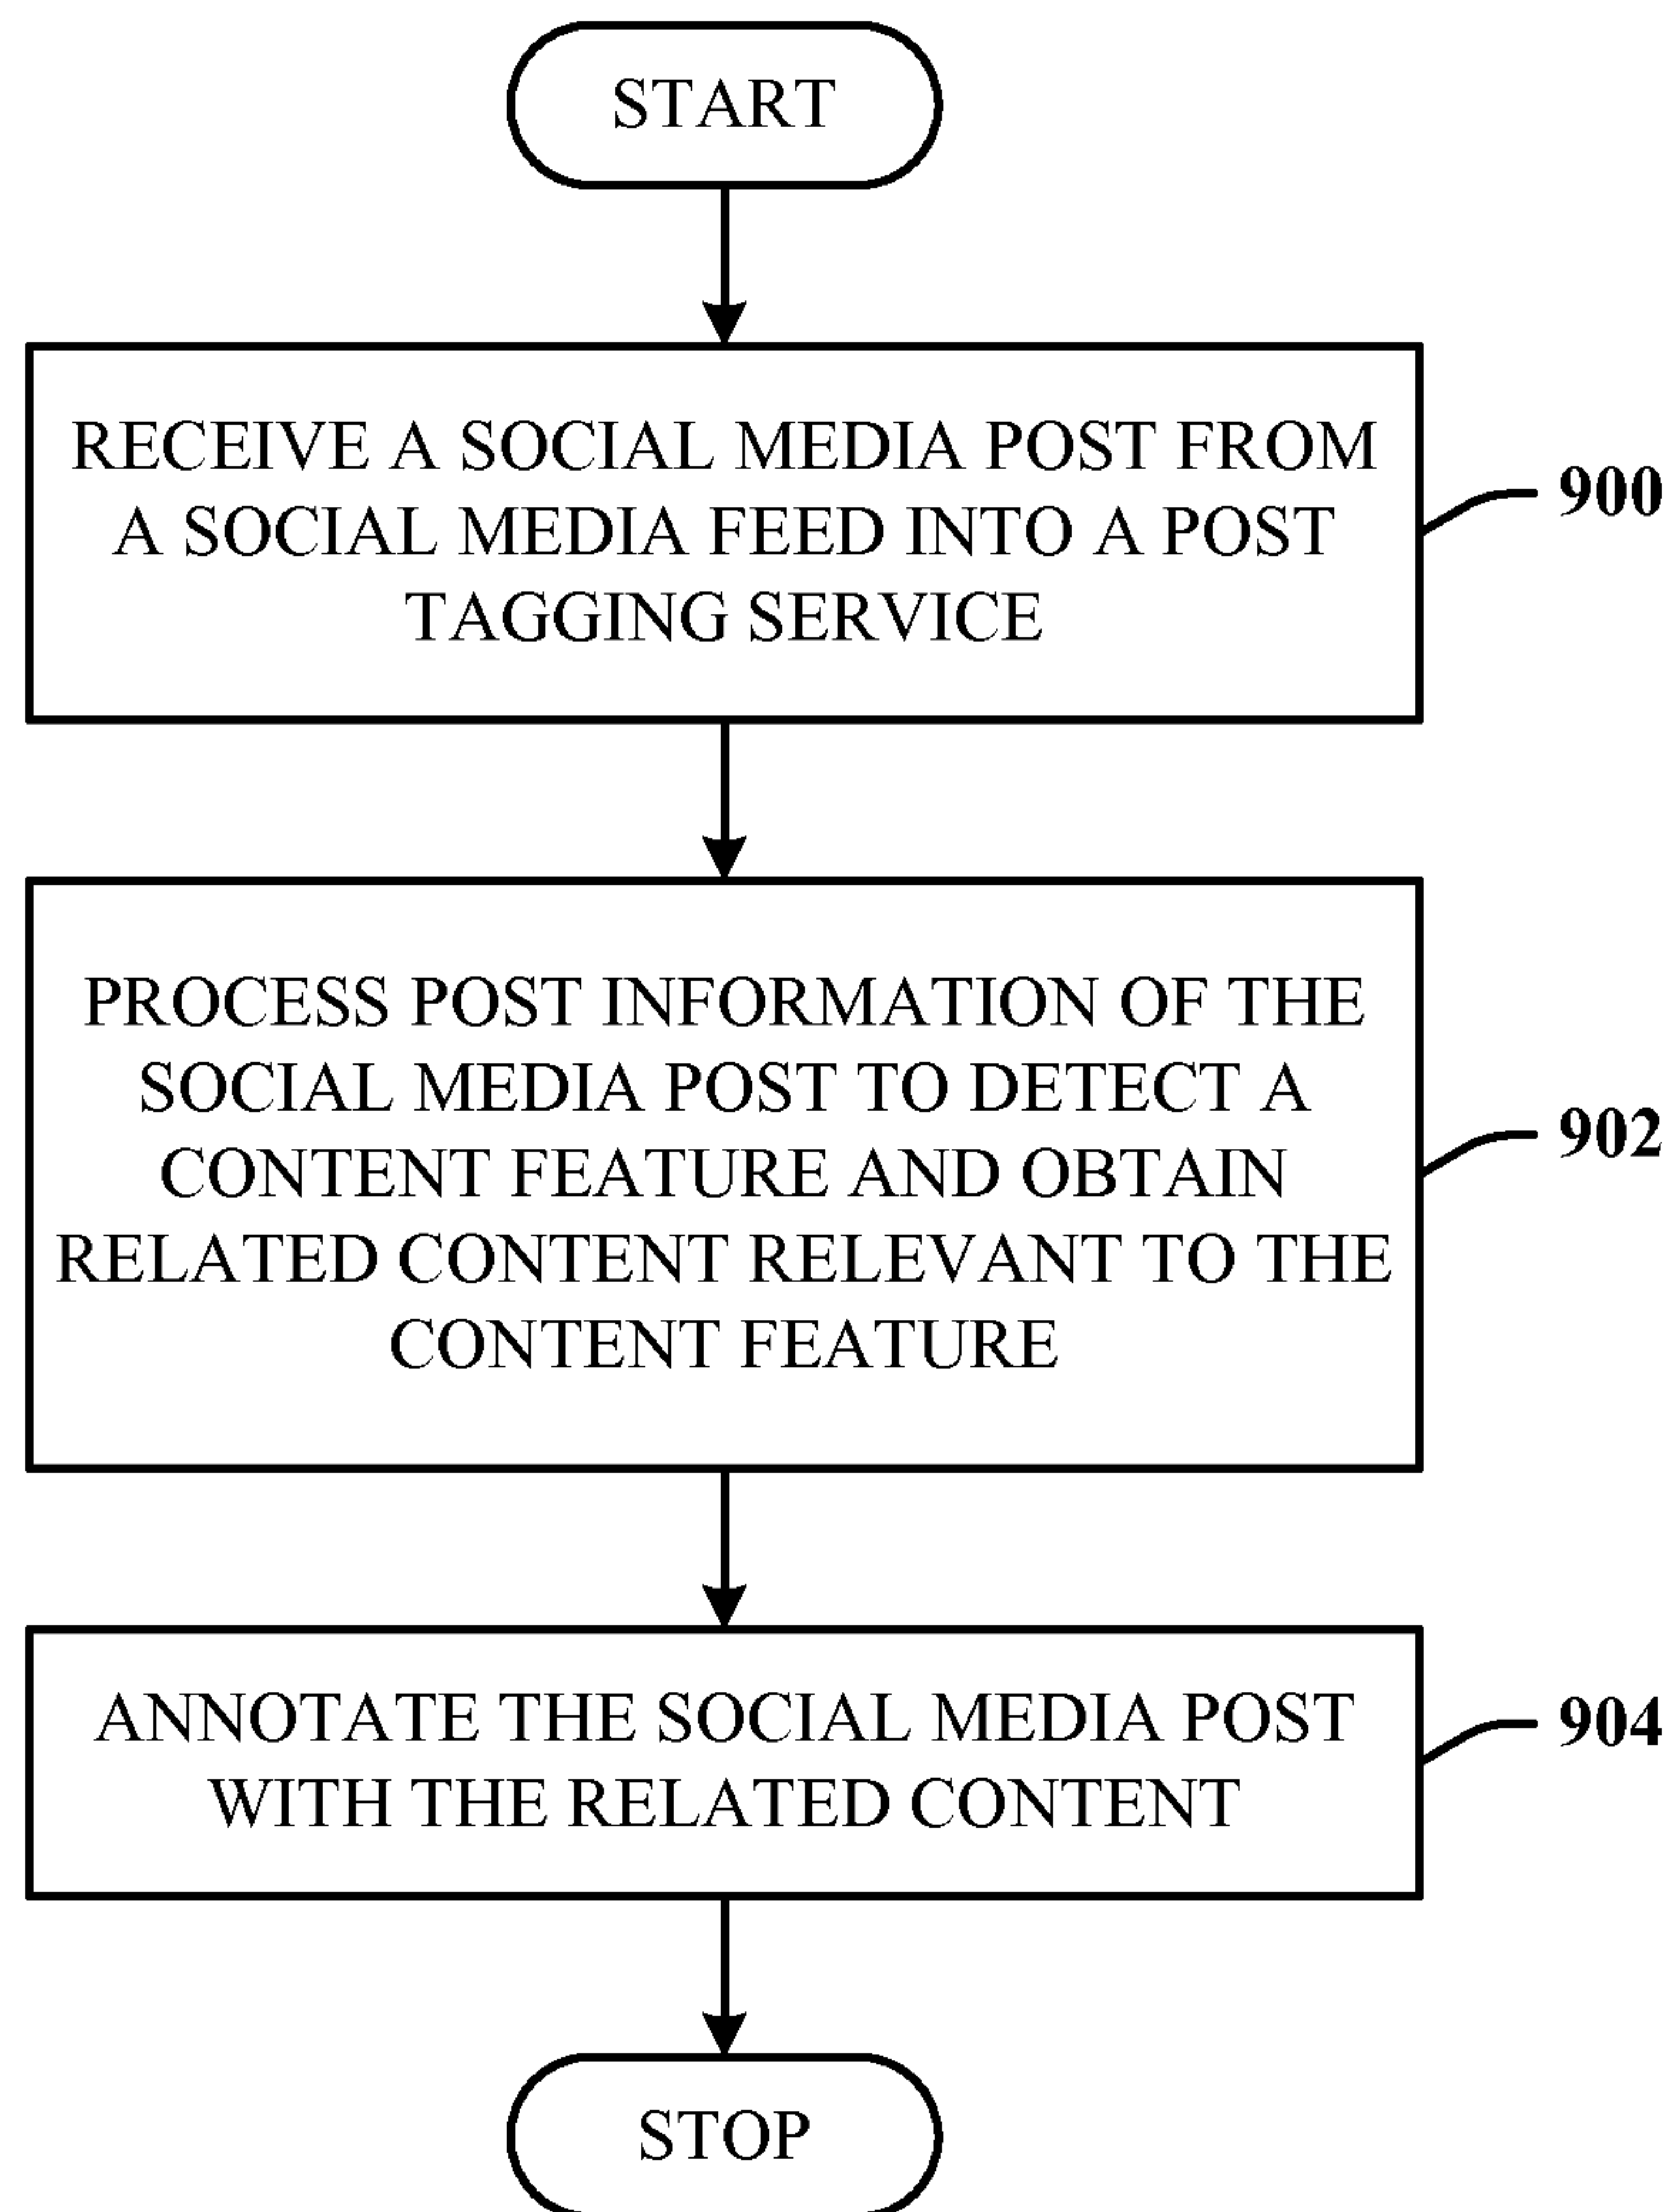 START
RECEIVE A SOCIAL MEDIA POST FROM
A SOCIAL MEDIA FEED INTO A POST
TAGGING SERVICE
900
PROCESS POST INFORMATION OF THE
SOCIAL MEDIA POST TO DETECT A
CONTENT FEATURE AND OBTAIN
RELATED CONTENT RELEVANT TO THE
CONTENT FEATURE
902
ANNOTATE THE SOCIAL MEDIA POST
WITH THE RELATED CONTENT
904
STOP